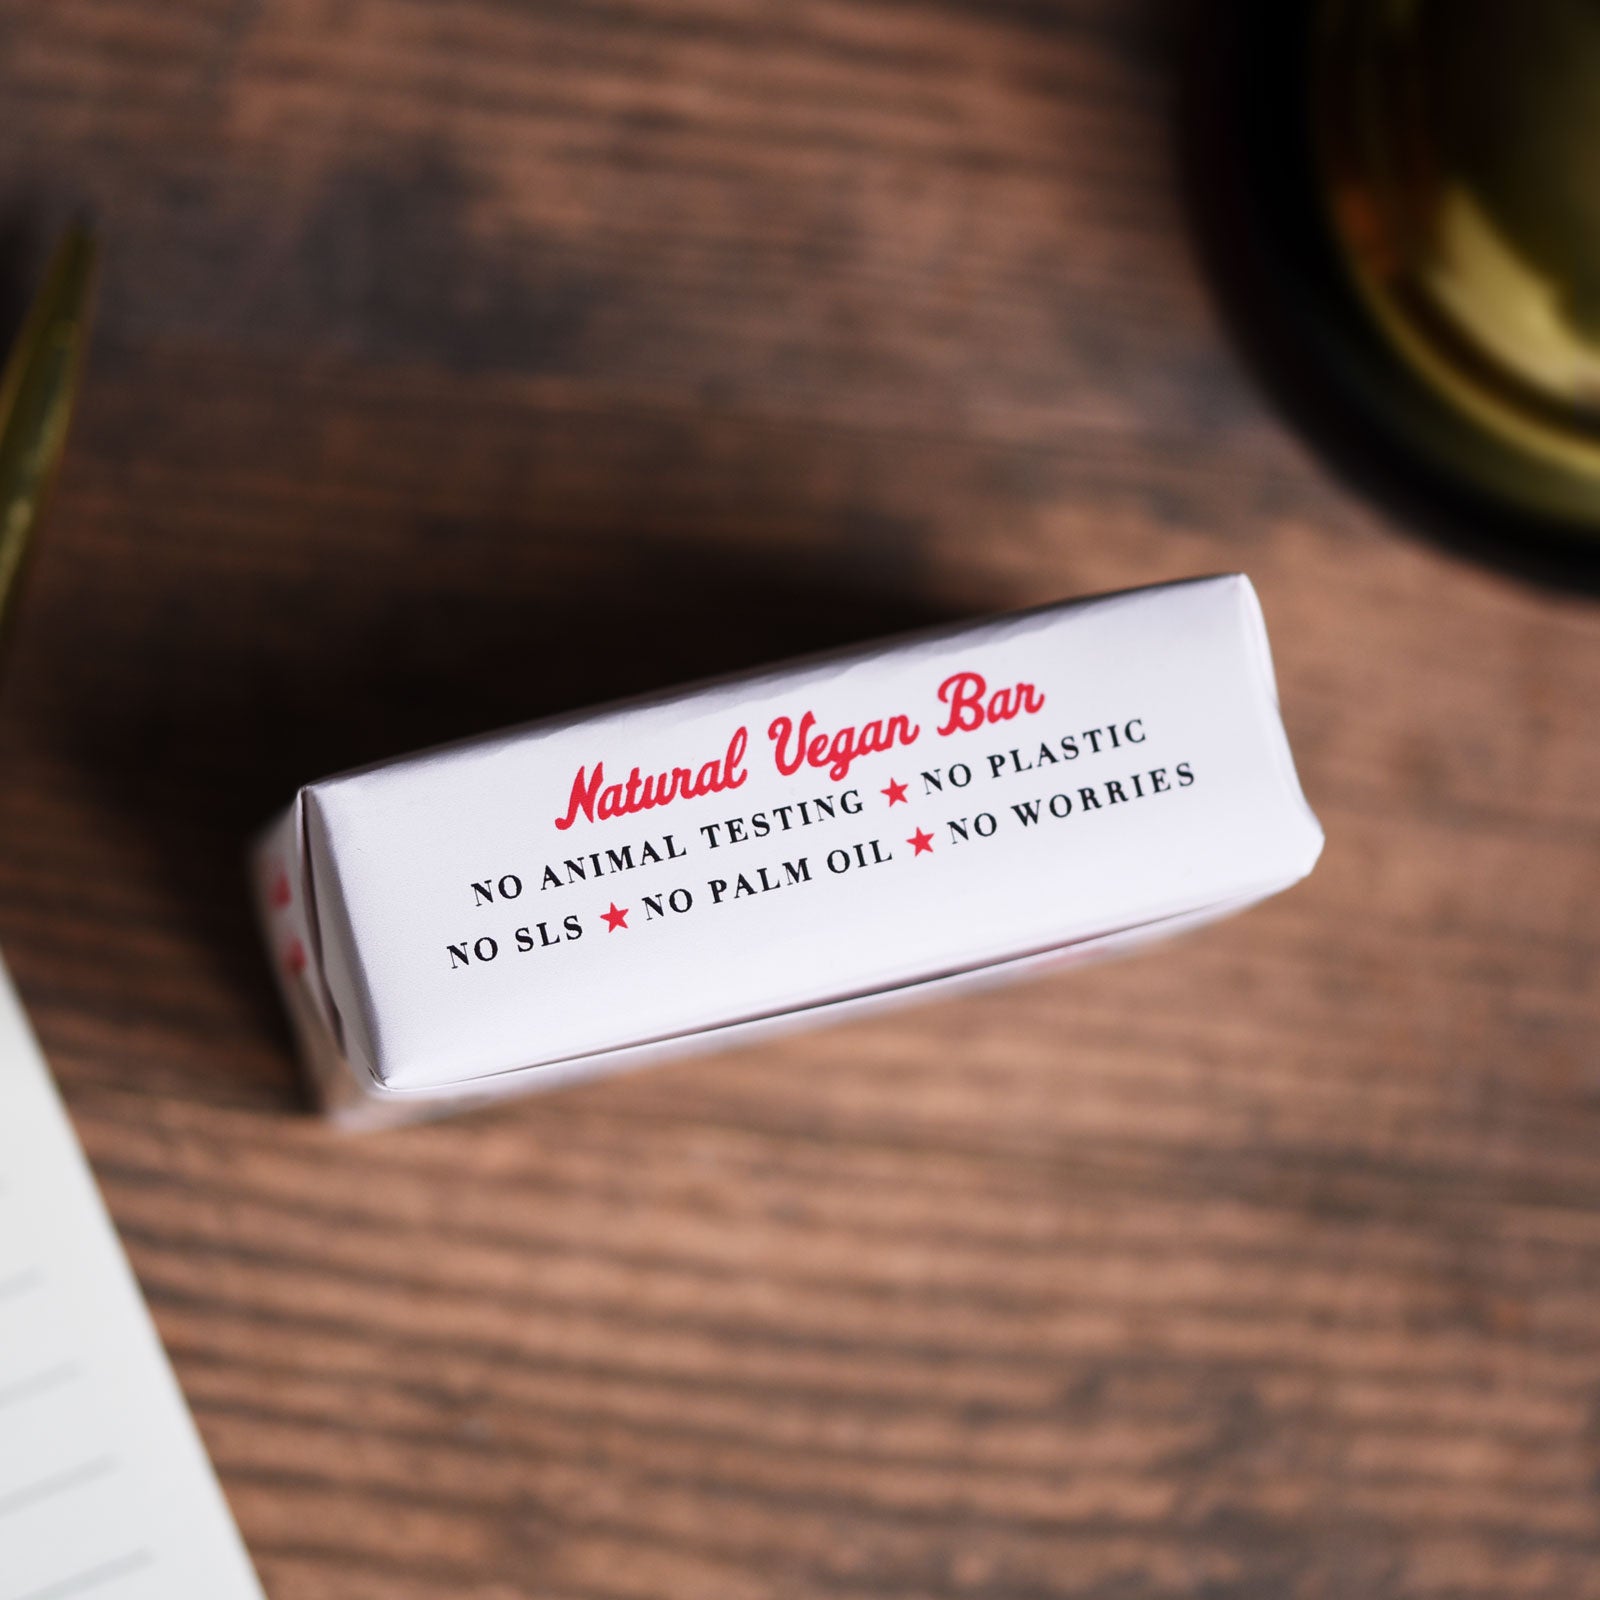 Natural Vegan Bar
NO ANIMAL TESTING ★ NO PLASTIC
NO SLS ★ NO PALM OIL ★ NO WORRIES